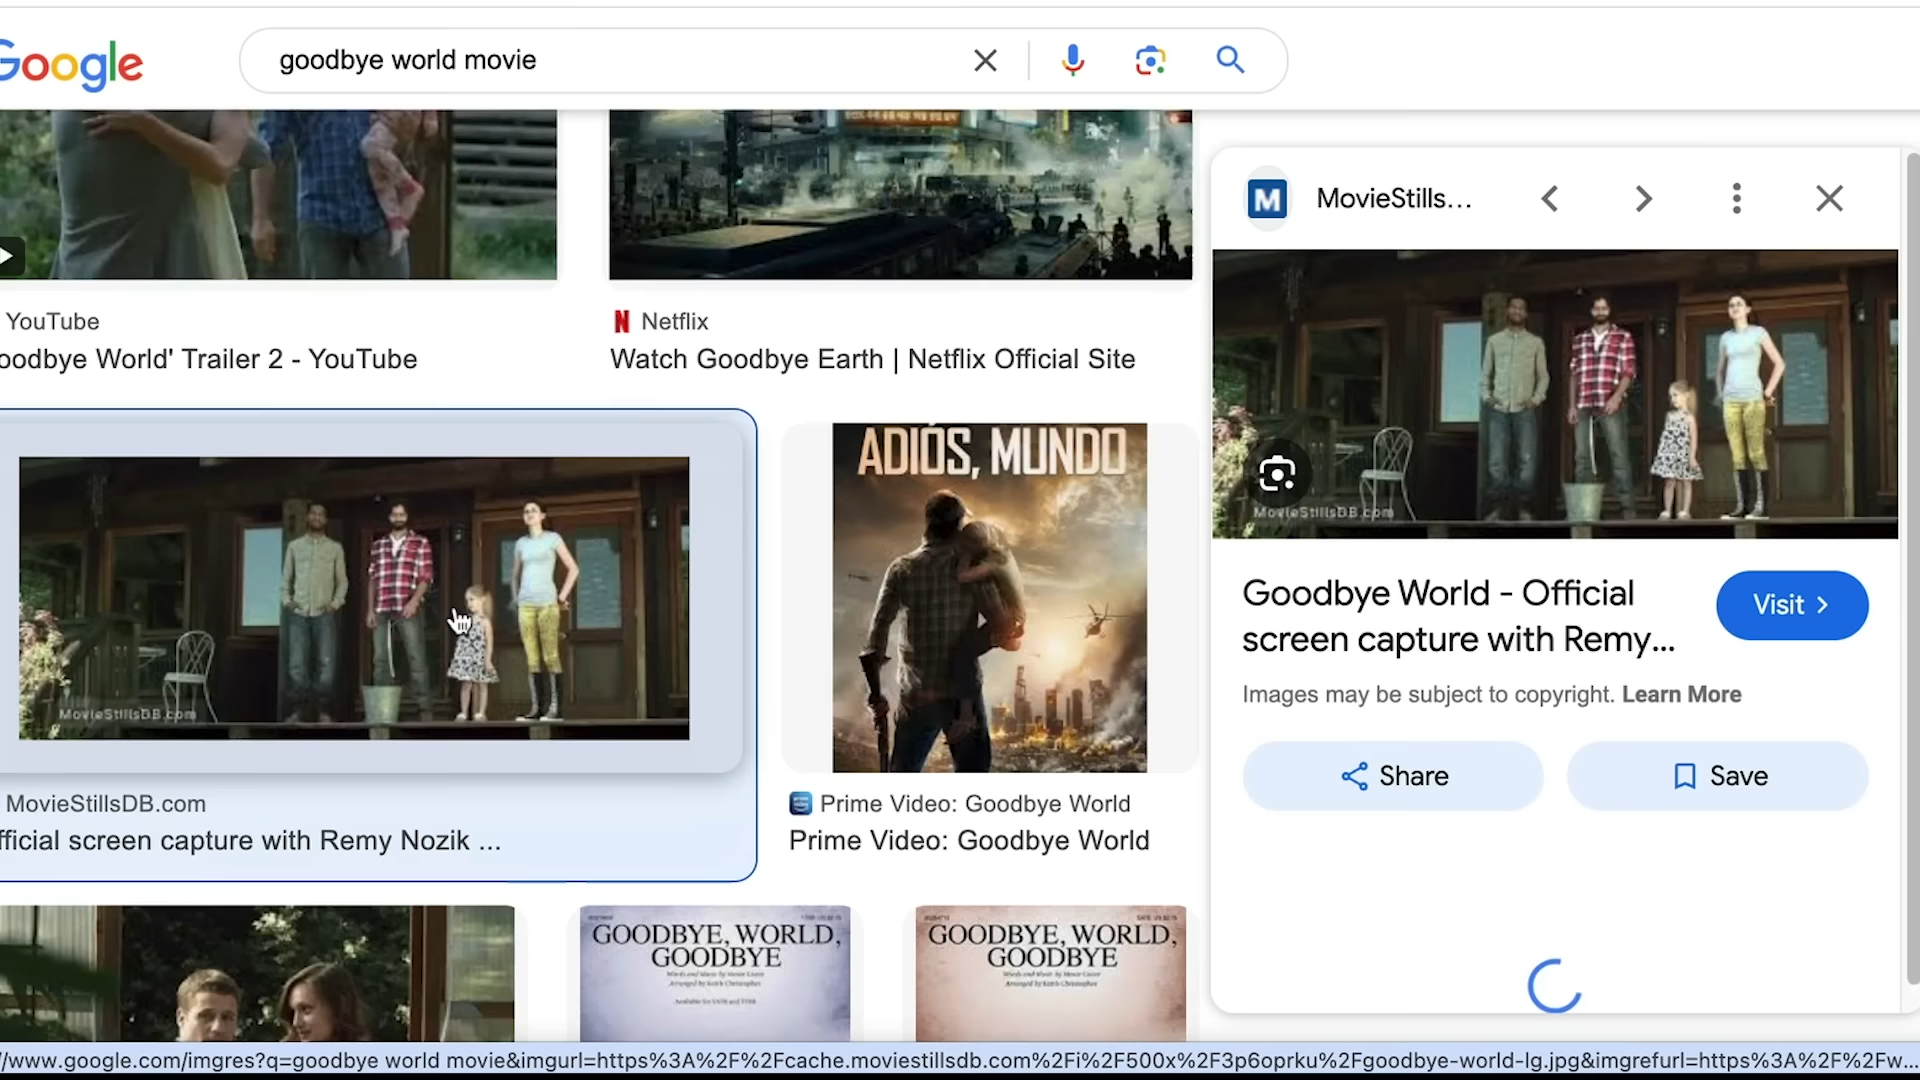 Google
goodbye world movie
YouTube
oodbye World' Trailer 2 - YouTube
N Netflix
Watch Goodbye Earth | Netflix Official Site
M MovieStills...
MovieStillsDB.com
ADIÓS, MUNDO
MovieStillsDB.com
MovieStillsDB.com
fficial screen capture with Remy Nozik ...
Prime Video: Goodbye World
Prime Video: Goodbye World
Goodbye World - Official
screen capture with Remy...
Visit
Images may be subject to copyright. Learn More
Share
Save
GOODBYE, WORLD,
GOODBYE
GOODBYE, WORLD,
GOODBYE
/www.google.com/imgres?q=goodbye world movie&imgurl=https%3A%2F%2Fcache.moviestillsdb.com%2Fi%2F500x%2F3p6oprku%2Fgoodbye-world-lg.jpg&imgrefurl=https%3A%2F%2Fw...